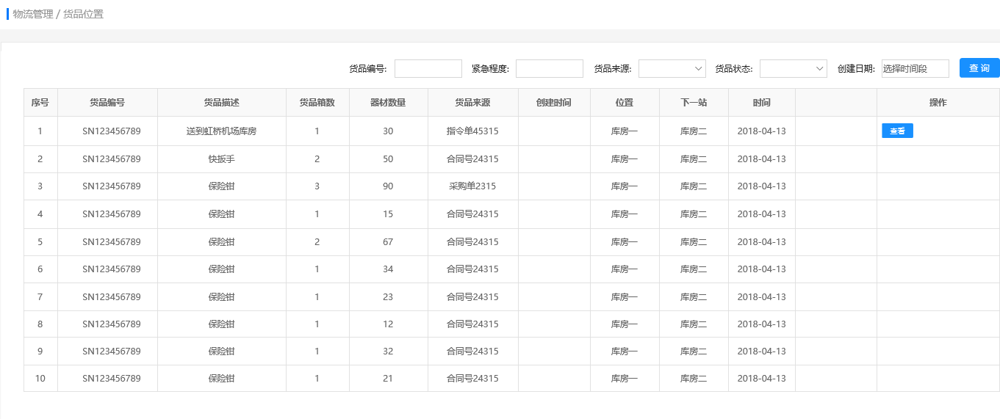 物流管理 / 货品位置
货品编号: 紧急程度: 货品来源: 货品状态: 创建日期: 选择时间段 查 询
序号 货品编号 货品描述 货品箱数 器材数量 货品来源 创建时间 位置 下一站 时间 操作
1 SN123456789 送到虹桥机场库房 1 30 指令单45315 库房一 库房二 2018-04-13 查看
2 SN123456789 快扳手 2 50 合同号24315 库房一 库房二 2018-04-13
3 SN123456789 保险钳 3 90 采购单2315 库房一 库房二 2018-04-13
4 SN123456789 保险钳 1 15 合同号24315 库房一 库房二 2018-04-13
5 SN123456789 保险钳 2 67 合同号24315 库房一 库房二 2018-04-13
6 SN123456789 保险钳 1 34 合同号24315 库房一 库房二 2018-04-13
7 SN123456789 保险钳 1 23 合同号24315 库房一 库房二 2018-04-13
8 SN123456789 保险钳 1 12 合同号24315 库房一 库房二 2018-04-13
9 SN123456789 保险钳 1 32 合同号24315 库房一 库房二 2018-04-13
10 SN123456789 保险钳 1 21 合同号24315 库房一 库房二 2018-04-13